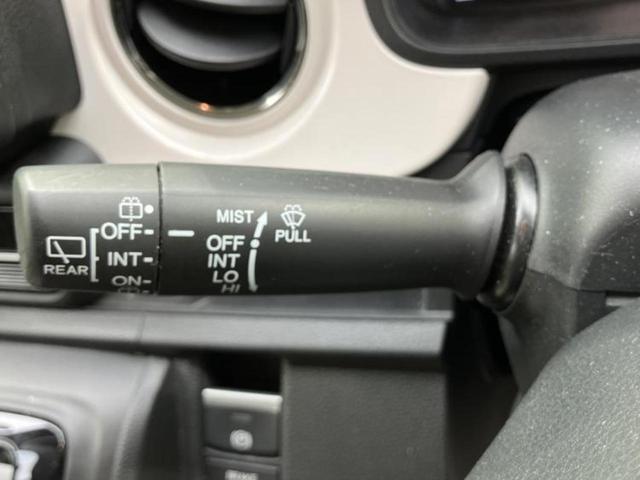 OFF
INT
ON
REAR
MIST
OFF
INT
LO
HI
PULL